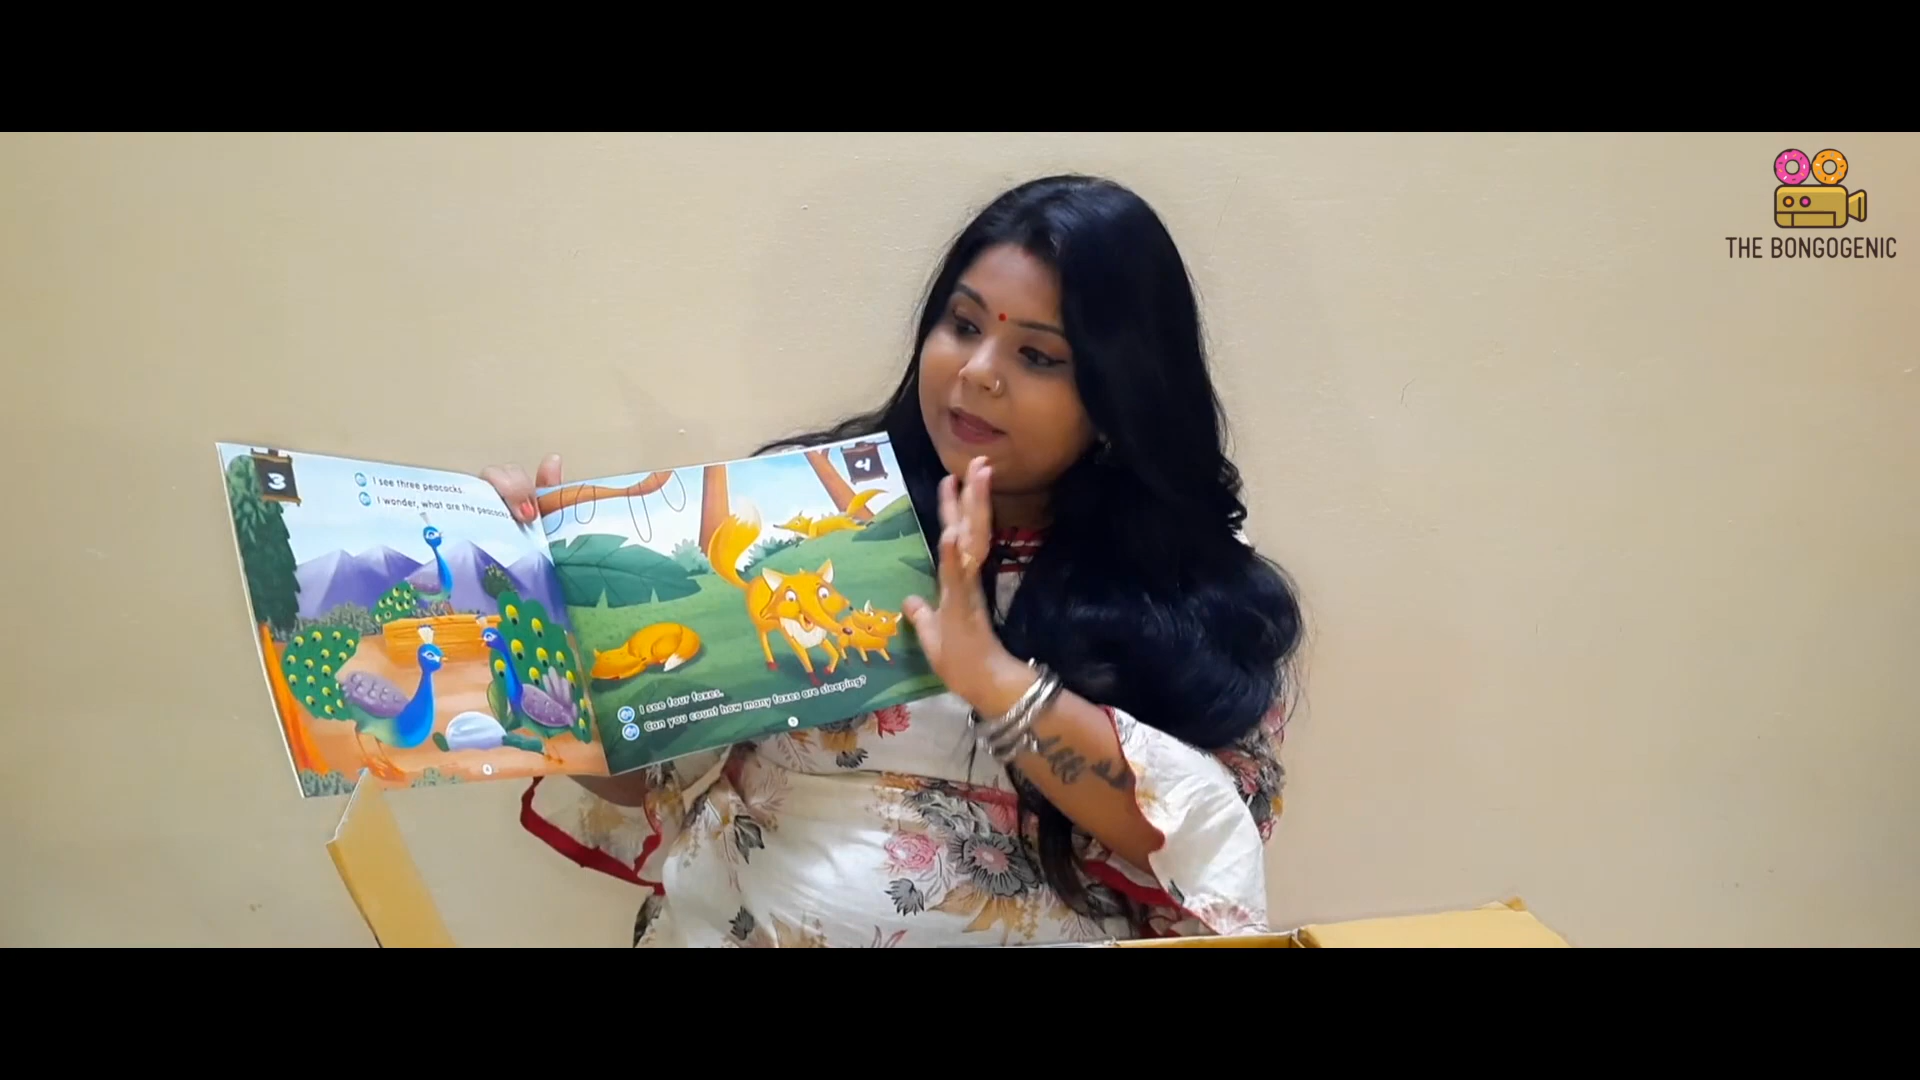 3
I see three peacocks.
I wonder, what are the peacocks
4
I see four foxes.
Can you count how many foxes are sleeping?
5
THE BONGOGENIC